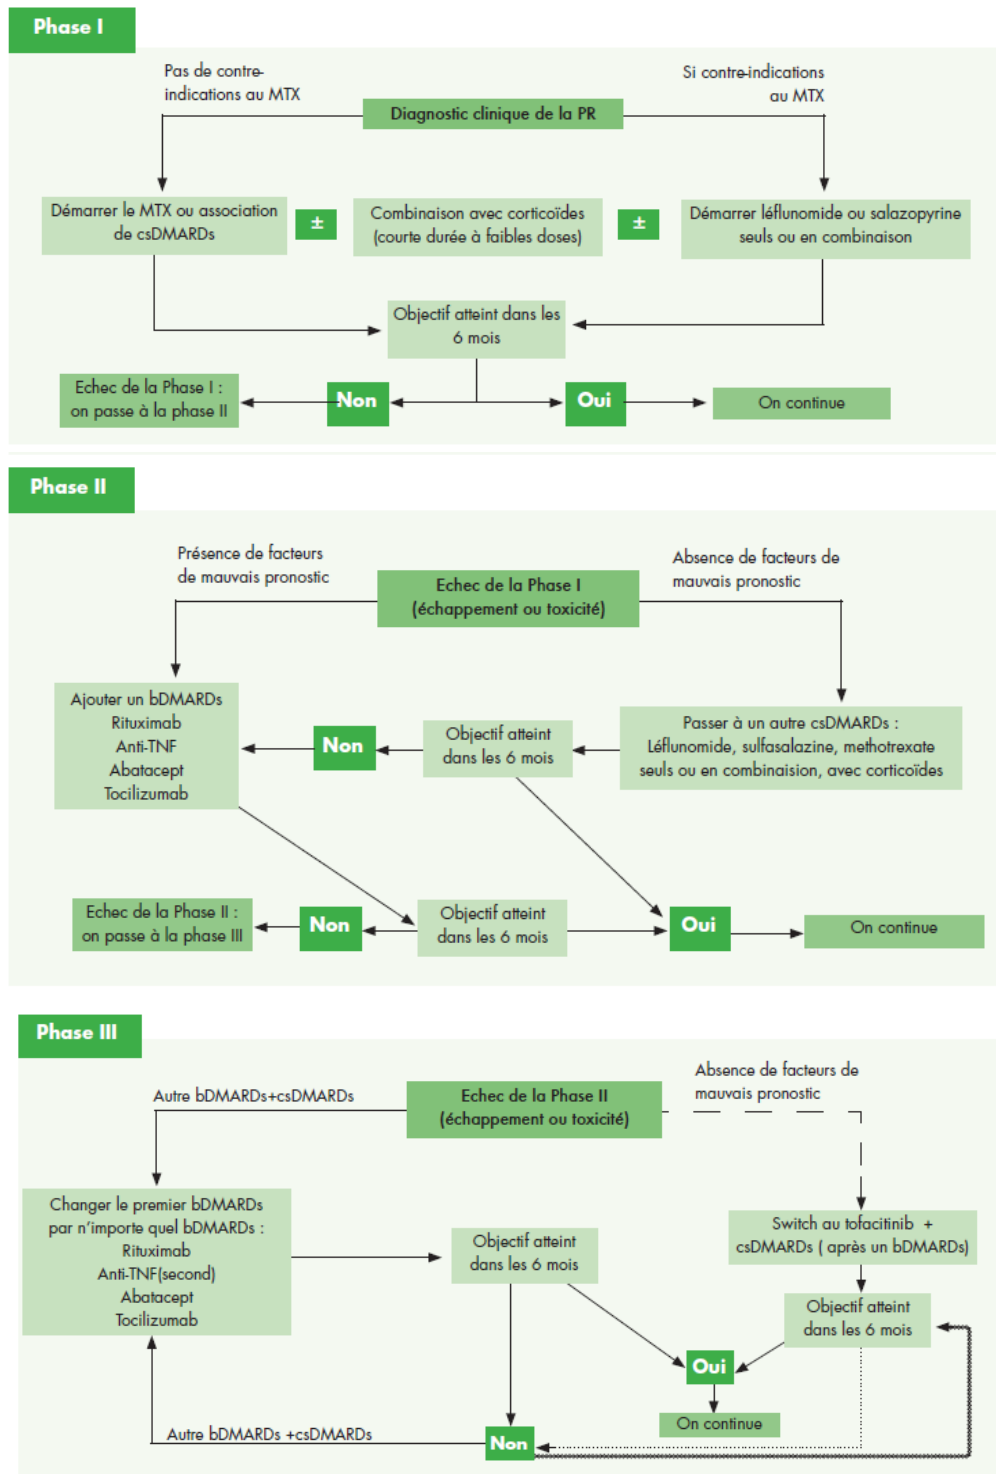 Phase I
Pas de contre-
indications au MTX
Si contre-indications
au MTX
Diagnostic clinique de la PR
Démarrer le MTX ou association
de csDMARDs
±
Combinaison avec corticoïdes
(courte durée à faibles doses)
±
Démarrer léflunomide ou salazopyrine
seuls ou en combinaison
Objectif atteint dans les
6 mois
Echec de la Phase I :
on passe à la phase II
Non
Oui
On continue
Phase II
Présence de facteurs
de mauvais pronostic
Absence de facteurs de
mauvais pronostic
Echec de la Phase I
(échappement ou toxicité)
Ajouter un bDMARDs
Rituximab
Anti-TNF
Abatacept
Tocilizumab
Non
Objectif atteint
dans les 6 mois
Passer à un autre csDMARDs :
Léflunomide, sulfasalazine, methotrexate
seuls ou en combinaision, avec corticoïdes
Echec de la Phase II :
on passe à la phase III
Non
Objectif atteint
dans les 6 mois
Oui
On continue
Phase III
Autre bDMARDs+csDMARDs
Echec de la Phase II
(échappement ou toxicité)
Absence de facteurs de
mauvais pronostic
Changer le premier bDMARDs
par n'importe quel bDMARDs :
Rituximab
Anti-TNF(second)
Abatacept
Tocilizumab
Objectif atteint
dans les 6 mois
Switch au tofacitinib +
csDMARDs ( après un bDMARDs)
Objectif atteint
dans les 6 mois
Oui
On continue
Autre bDMARDs +csDMARDs
Non